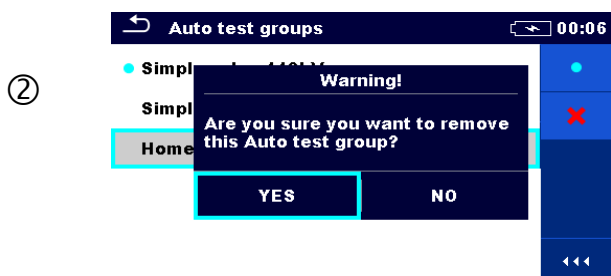 ②
Auto test groups 00:06
Simpl
Warning!
Simpl
Are you sure you want to remove
this Auto test group?
Home
YES NO